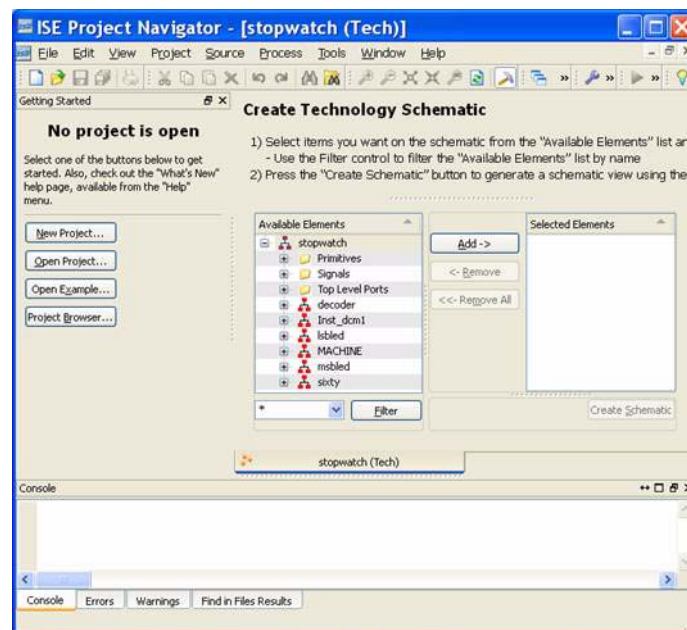 ISE Project Navigator - [stopwatch (Tech)]
File Edit View Project Source Process Tools Window Help
Getting Started
No project is open
Select one of the buttons below to get
started. Also, check out the "What's New"
help page, available from the "Help"
menu.
New Project...
Open Project...
Open Example...
Project Browser...
Create Technology Schematic
1) Select items you want on the schematic from the "Available Elements" list an
- Use the Filter control to filter the "Available Elements" list by name
2) Press the "Create Schematic" button to generate a schematic view using the
Available Elements
stopwatch
Primitives
Signals
Top Level Ports
decoder
Inst_dcm1
lsbled
MACHINE
msbled
sixty
* Filter
Add ->
<- Remove
<<- Remove All
Selected Elements
Create Schematic
stopwatch (Tech)
Console
Console Errors Warnings Find in Files Results